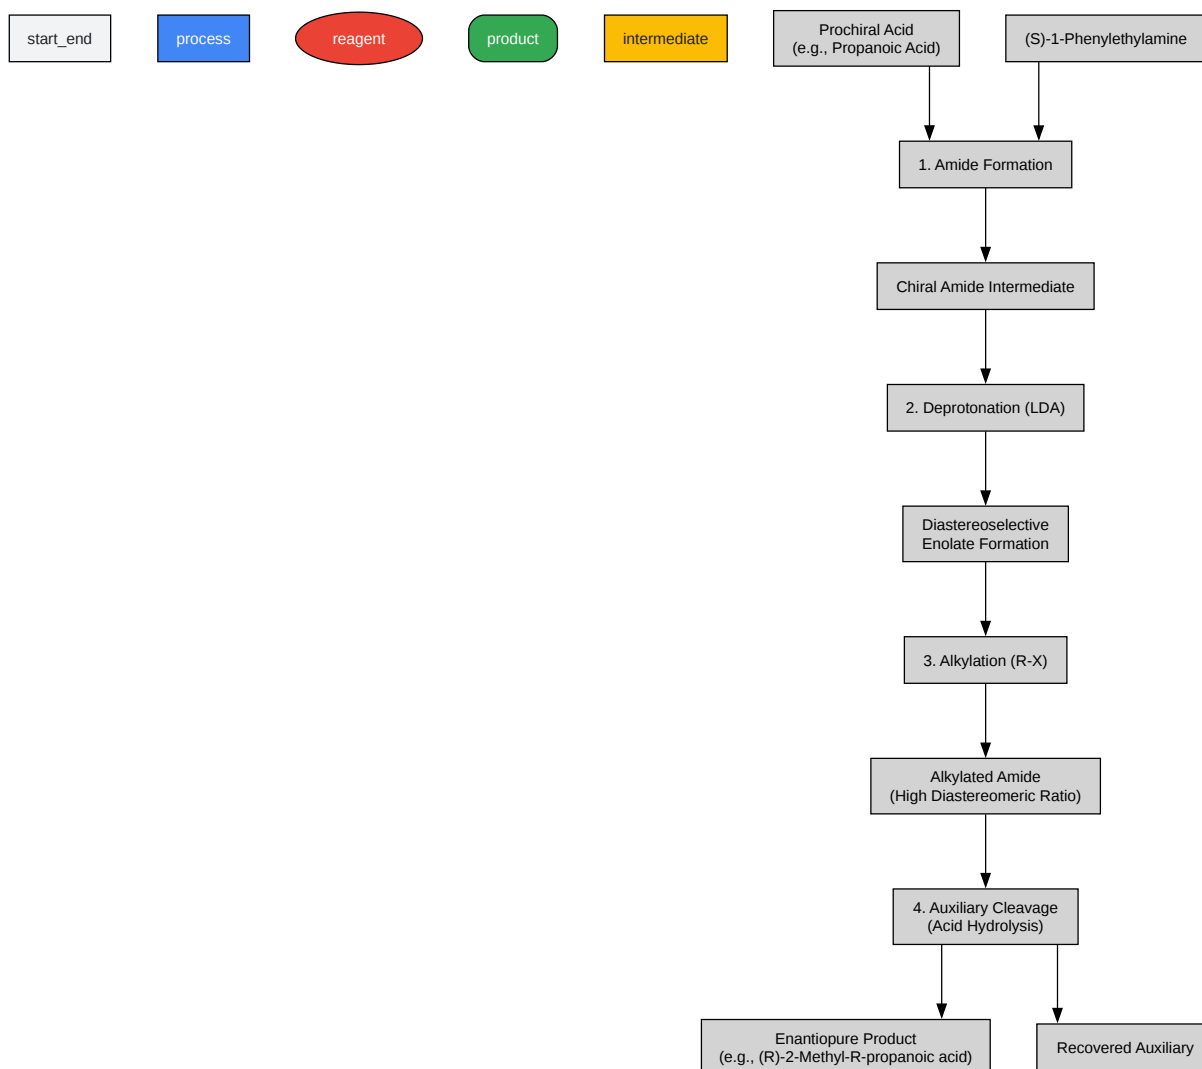 start_end
process
reagent
product
intermediate
Prochiral Acid
(e.g., Propanoic Acid)
(S)-1-Phenylethylamine
1. Amide Formation
Chiral Amide Intermediate
2. Deprotonation (LDA)
Diastereoselective
Enolate Formation
3. Alkylation (R-X)
Alkylated Amide
(High Diastereomeric Ratio)
4. Auxiliary Cleavage
(Acid Hydrolysis)
Enantiopure Product
(e.g., (R)-2-Methyl-R-propanoic acid)
Recovered Auxiliary